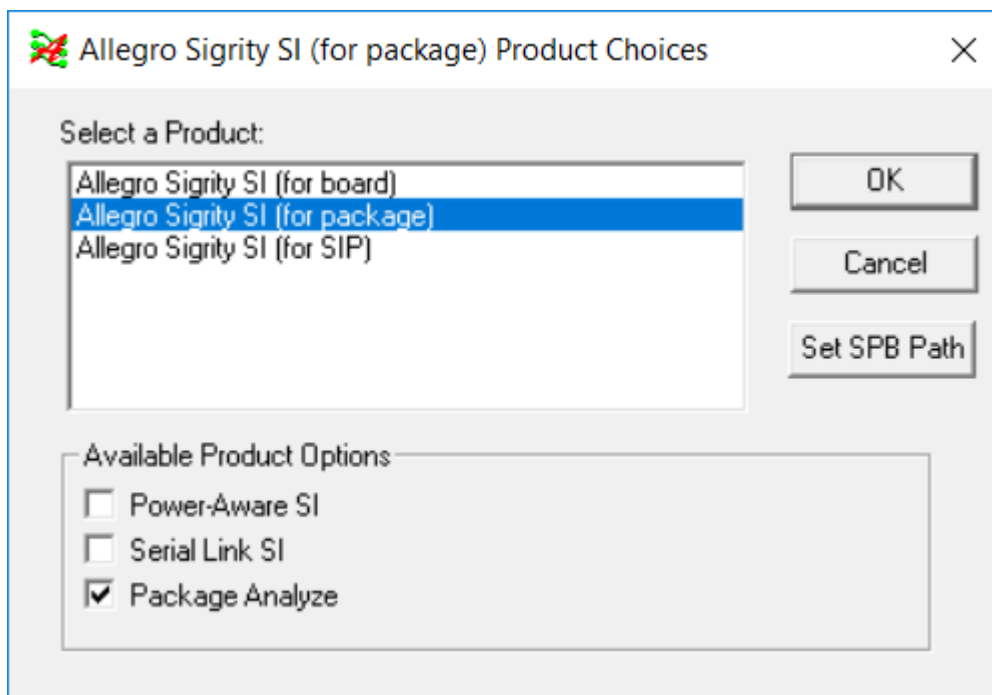 Allegro Sigrity SI (for package) Product Choices
Select a Product:
Allegro Sigrity SI (for board)
Allegro Sigrity SI (for package)
Allegro Sigrity SI (for SIP)
OK
Cancel
Set SPB Path
Available Product Options
Power-Aware SI
Serial Link SI
Package Analyze